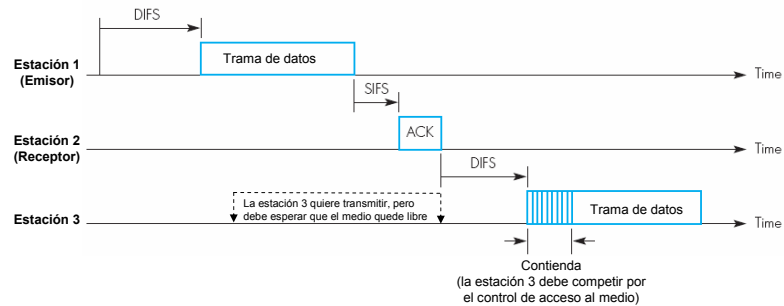 DIFS
Estación 1
(Emisor)
Trama de datos
Time
SIFS
Estación 2
(Receptor)
ACK
Time
DIFS
Estación 3
La estación 3 quiere transmitir, pero
debe esperar que el medio quede libre
Trama de datos
Time
Contienda
(la estación 3 debe competir por
el control de acceso al medio)